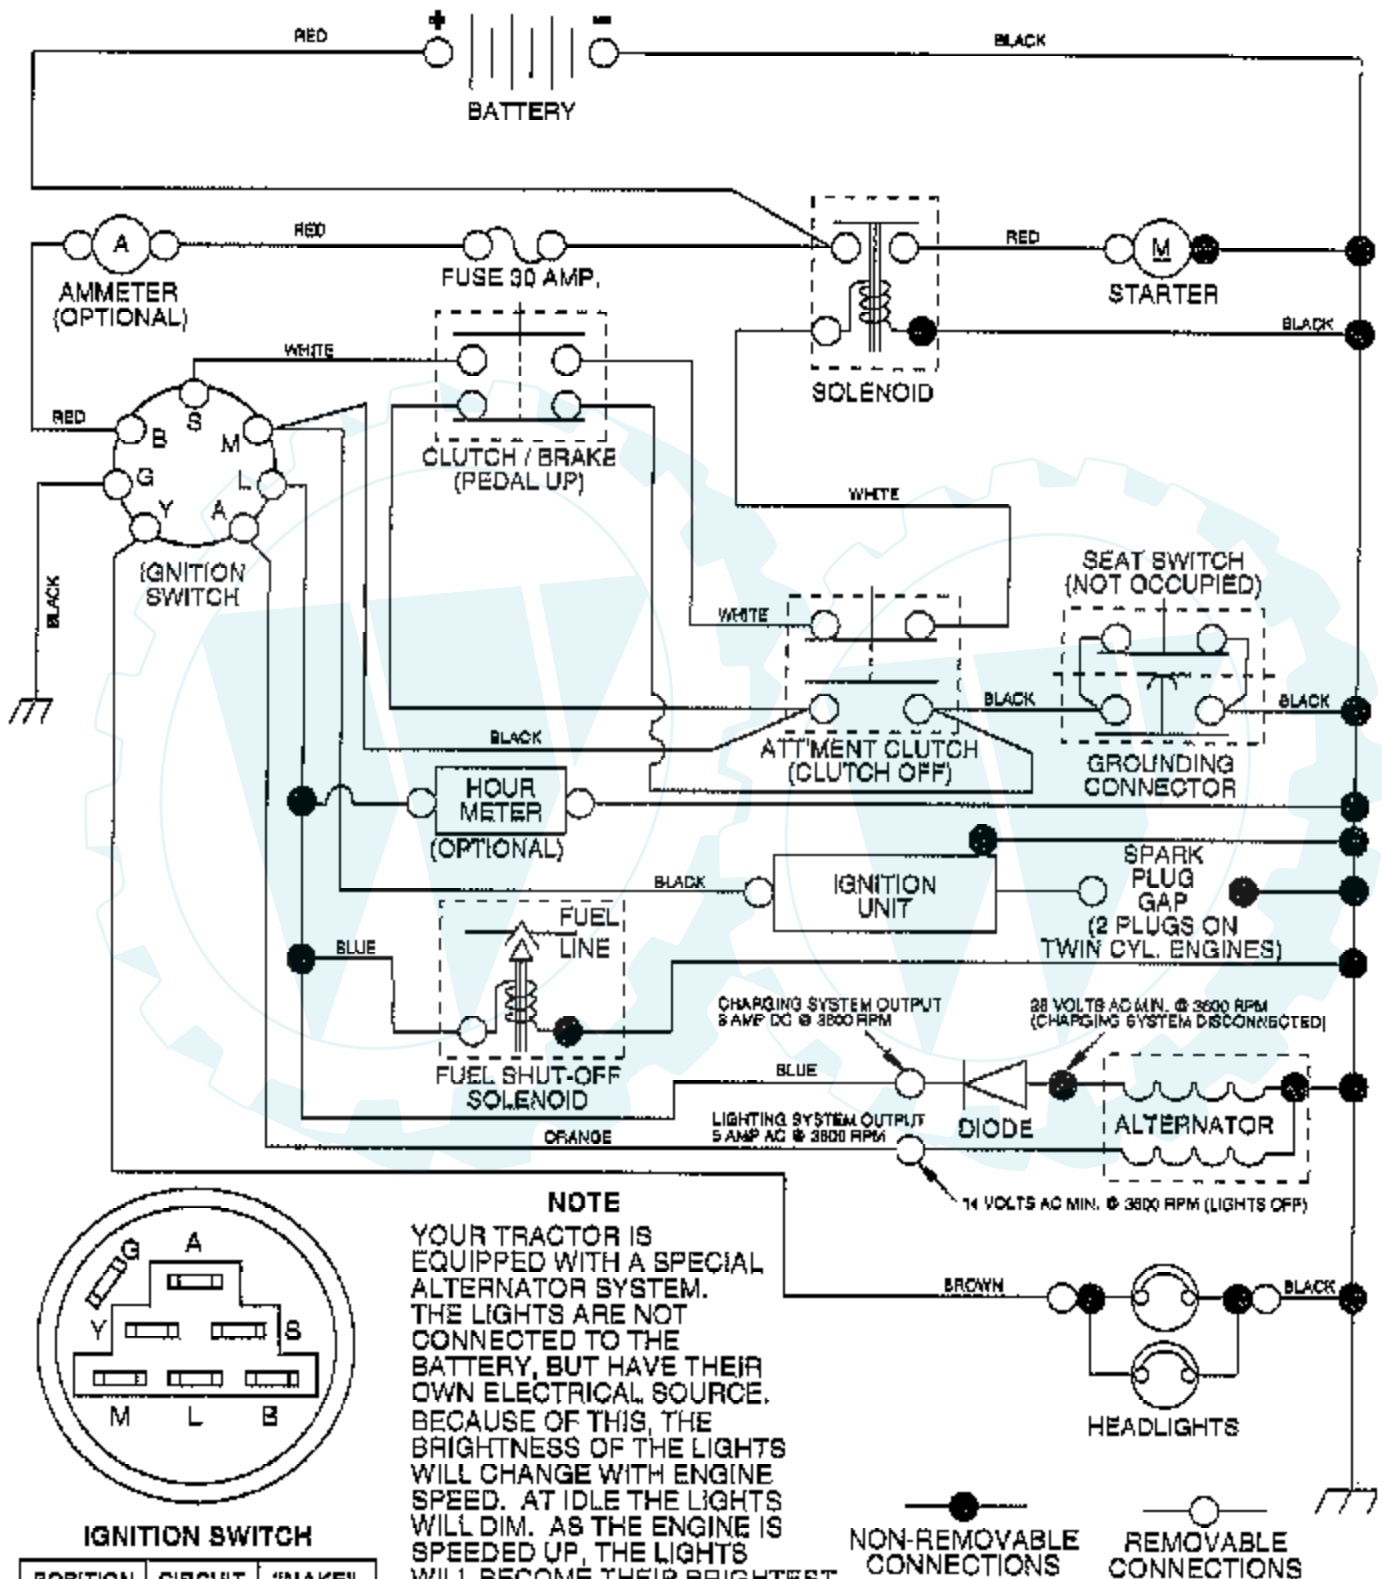 +
−
RED
BLACK
BATTERY
A
RED
RED
M
AMMETER
(OPTIONAL)
FUSE 30 AMP.
STARTER
BLACK
WHITE
SOLENOID
RED
B
S
M
G
L
Y
A
CLUTCH / BRAKE
(PEDAL UP)
WHITE
IGNITION
SWITCH
BLACK
SEAT SWITCH
(NOT OCCUPIED)
WHITE
BLACK
BLACK
BLACK
ATT'MENT CLUTCH
(CLUTCH OFF)
GROUNDING
CONNECTOR
HOUR
METER
(OPTIONAL)
BLACK
IGNITION
UNIT
SPARK
PLUG
GAP
(2 PLUGS ON
TWIN CYL. ENGINES)
BLUE
FUEL
LINE
CHARGING SYSTEM OUTPUT
3 AMP DC @ 3600 RPM
28 VOLTS AC MIN. @ 3600 RPM
(CHARGING SYSTEM DISCONNECTED)
FUEL SHUT-OFF
SOLENOID
BLUE
DIODE
ALTERNATOR
LIGHTING SYSTEM OUTPUT
5 AMP AC @ 3600 RPM
ORANGE
14 VOLTS AC MIN. @ 3600 RPM (LIGHTS OFF)
G
A
Y
S
M
L
B
IGNITION SWITCH
POSITION CIRCUIT "MAKE"
NOTE
YOUR TRACTOR IS
EQUIPPED WITH A SPECIAL
ALTERNATOR SYSTEM.
THE LIGHTS ARE NOT
CONNECTED TO THE
BATTERY, BUT HAVE THEIR
OWN ELECTRICAL SOURCE.
BECAUSE OF THIS, THE
BRIGHTNESS OF THE LIGHTS
WILL CHANGE WITH ENGINE
SPEED. AT IDLE THE LIGHTS
WILL DIM. AS THE ENGINE IS
SPEEDED UP, THE LIGHTS
WILL BECOME THEIR BRIGHTEST
BROWN
BLACK
HEADLIGHTS
NON-REMOVABLE
CONNECTIONS
REMOVABLE
CONNECTIONS